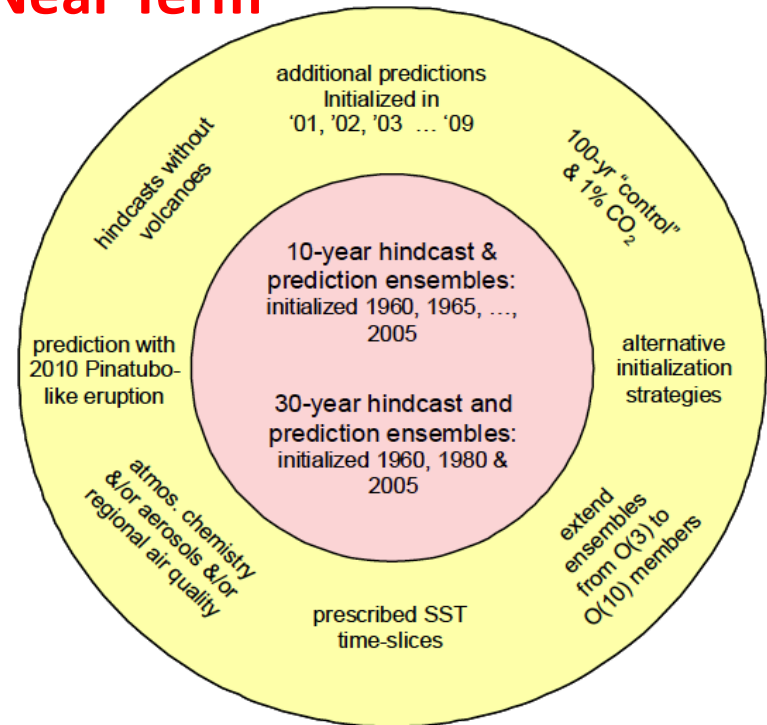 Near Term
additional predictions
Initialized in
'01, '02, '03 … '09
100-yr "control"
& 1% CO2
alternative
initialization
strategies
extend
ensembles
from O(3) to
O(10) members
prescribed SST
time-slices
atmos. chemistry
&/or aerosols &/or
regional air quality
prediction with
2010 Pinatubo-
like eruption
hindcasts without
volcanoes
10-year hindcast &
prediction ensembles:
initialized 1960, 1965, …,
2005
30-year hindcast and
prediction ensembles:
initialized 1960, 1980 &
2005